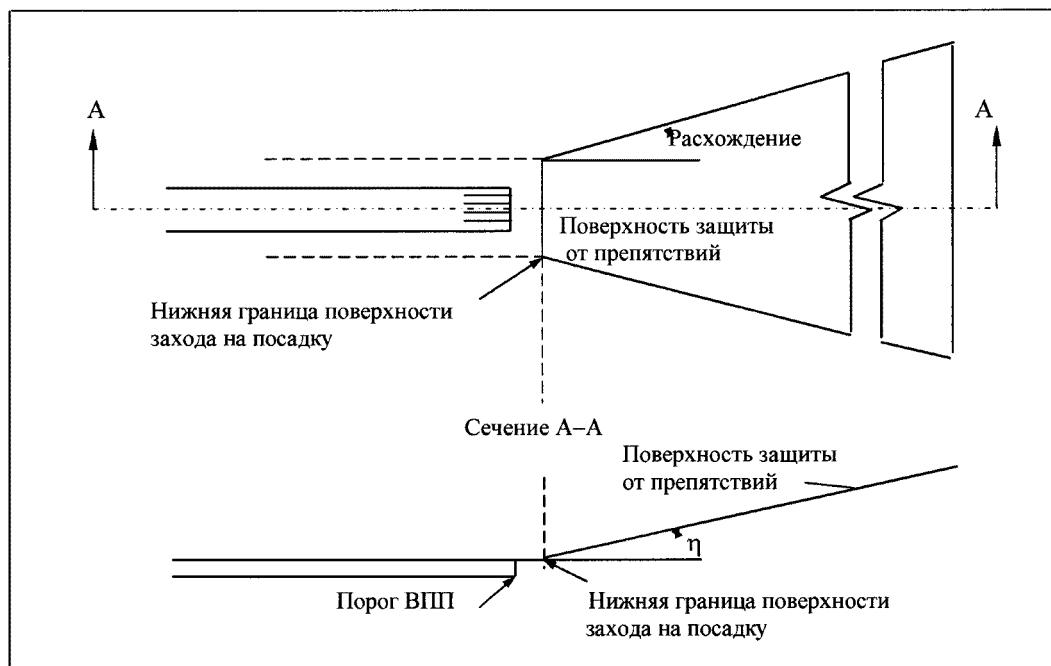 А
А
Расхождение
Поверхность защиты
от препятствий
Нижняя граница поверхности
захода на посадку
Сечение А–А
Поверхность защиты
от препятствий
η
Порог ВПП
Нижняя граница поверхности
захода на посадку